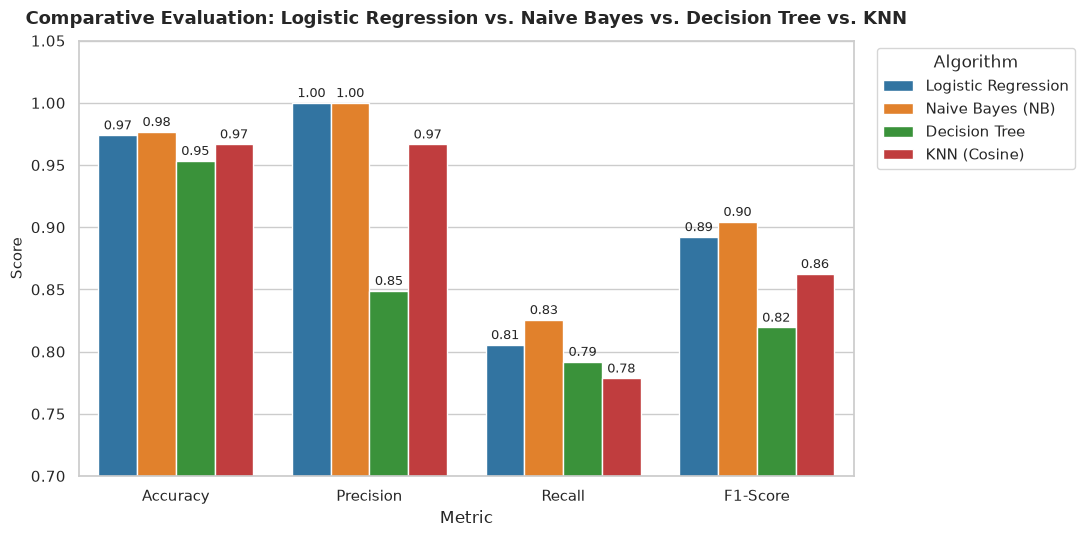 Comparative Evaluation: Logistic Regression vs. Naive Bayes vs. Decision Tree vs. KNN
Score
1.05
1.00
0.95
0.90
0.85
0.80
0.75
0.70
0.97
0.98
0.95
0.97
1.00
1.00
0.85
0.97
0.81
0.83
0.79
0.78
0.89
0.90
0.82
0.86
Accuracy
Precision
Recall
F1-Score
Metric
Algorithm
Logistic Regression
Naive Bayes (NB)
Decision Tree
KNN (Cosine)